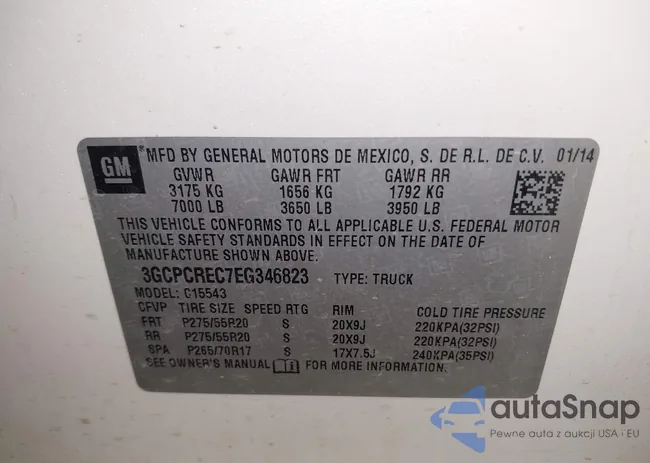 GM ® MFD BY GENERAL MOTORS DE MEXICO, S. DE R.L. DE C.V. 01/14
GVWR GAWR FRT GAWR RR
3175 KG 1656 KG 1792 KG
7000 LB 3650 LB 3950 LB
THIS VEHICLE CONFORMS TO ALL APPLICABLE U.S. FEDERAL MOTOR
VEHICLE SAFETY STANDARDS IN EFFECT ON THE DATE OF
MANUFACTURE SHOWN ABOVE.
3GCPCREC7EG346823 TYPE: TRUCK
MODEL: C15543
CFVP TIRE SIZE SPEED RTG RIM COLD TIRE PRESSURE
FRT P275/55R20 S 20X9J 220KPA(32PSI)
RR P275/55R20 S 20X9J 220KPA(32PSI)
SPA P265/70R17 S 17X7.5J 240KPA(35PSI)
SEE OWNER'S MANUAL FOR MORE INFORMATION.
autaSnap
Pewne auta z aukcji USA · EU